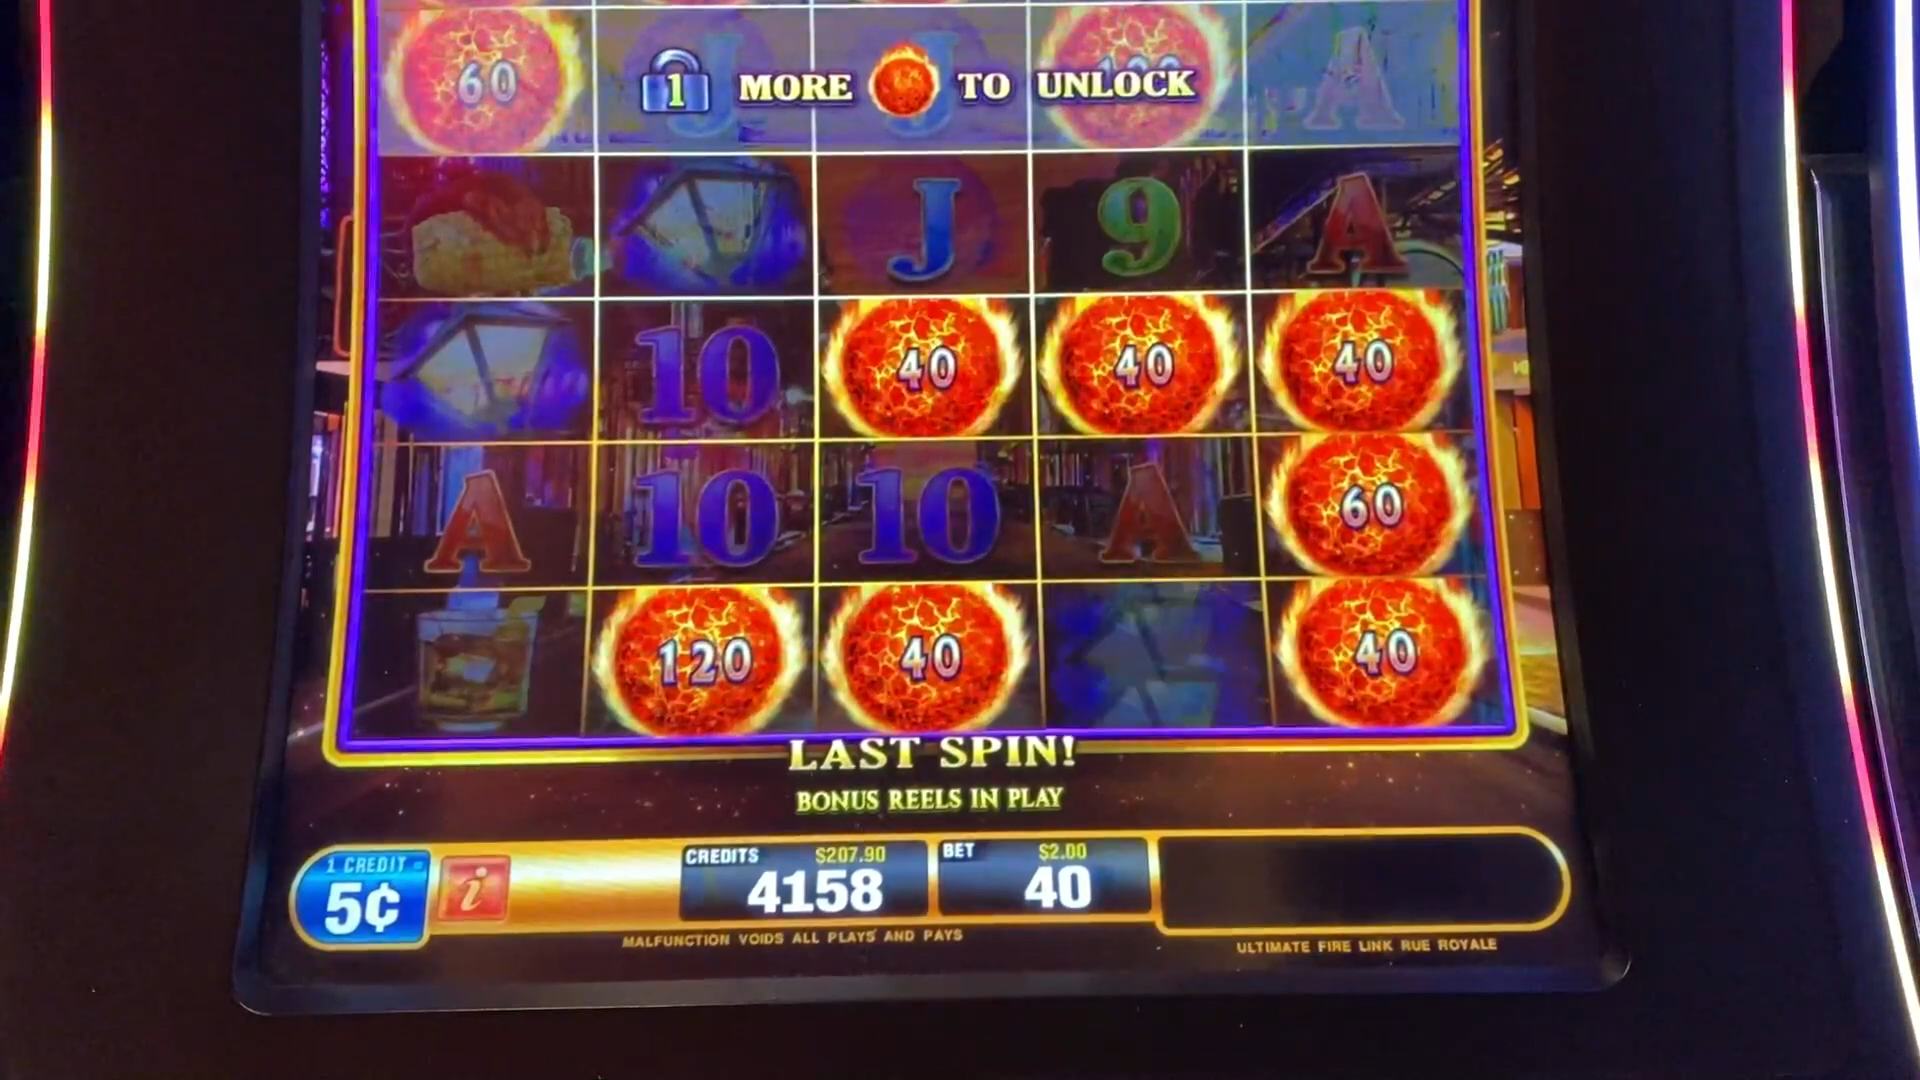 60 J J 120 A
1 MORE TO UNLOCK
J 9 A
10 40 40 40
A 10 10 A 60
120 40 40
LAST SPIN!
BONUS REELS IN PLAY
1 CREDIT =
5¢
i
CREDITS $207.90
4158
BET $2.00
40
MALFUNCTION VOIDS ALL PLAYS AND PAYS
ULTIMATE FIRE LINK RUE ROYALE